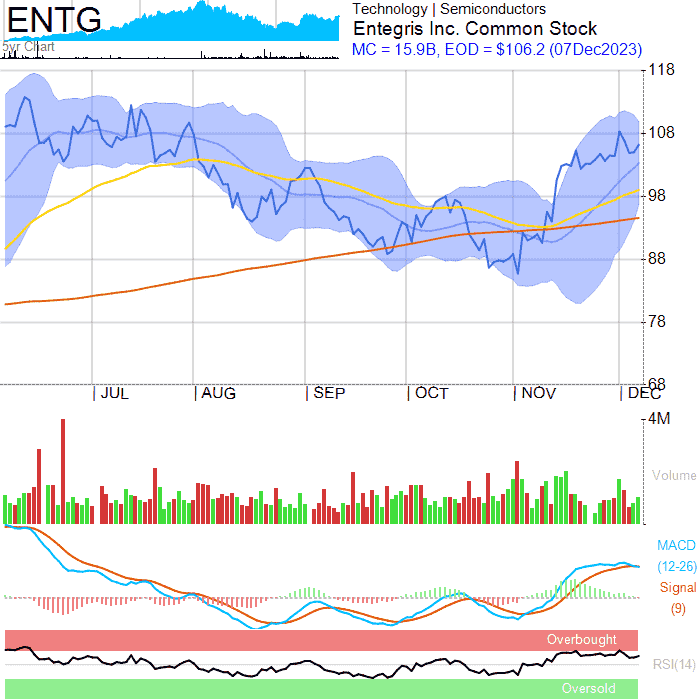 ENTG
5yr Chart
Technology | Semiconductors
Entegris Inc. Common Stock
MC = 15.9B, EOD = $106.2 (07Dec2023)
118
108
98
88
78
68
JUL AUG SEP OCT NOV DEC
4M
Volume
MACD
(12-26)
Signal
(9)
Overbought
RSI(14)
Oversold